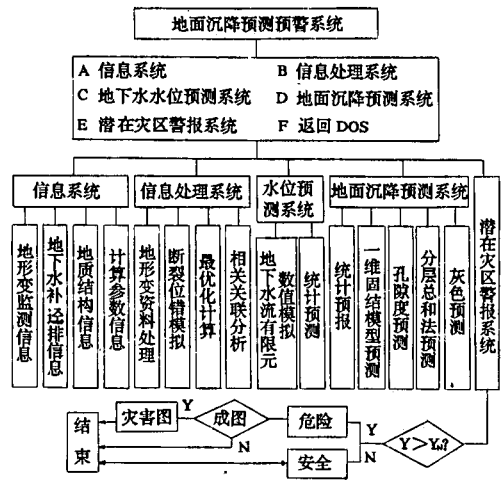 地面沉降预测预警系统
A 信息系统
B 信息处理系统
C 地下水水位预测系统
D 地面沉降预测系统
E 潜在灾区警报系统
F 返回DOS
信息系统
信息处理系统
水位预测系统
地面沉降预测系统
潜在灾区警报系统
地形变监测信息
地下水补迳排信息
地质结构信息
计算参数信息
地形变资料处理
断裂位错模拟
最优化计算
相关关联分析
地下水流有限元数值模拟
统计预测
统计预报
一维固结模型预测
孔隙度预测
分层总和法预测
灰色预测
结束
灾害图
Y
成图
N
危险
安全
Y
N
Y>Yₙ?